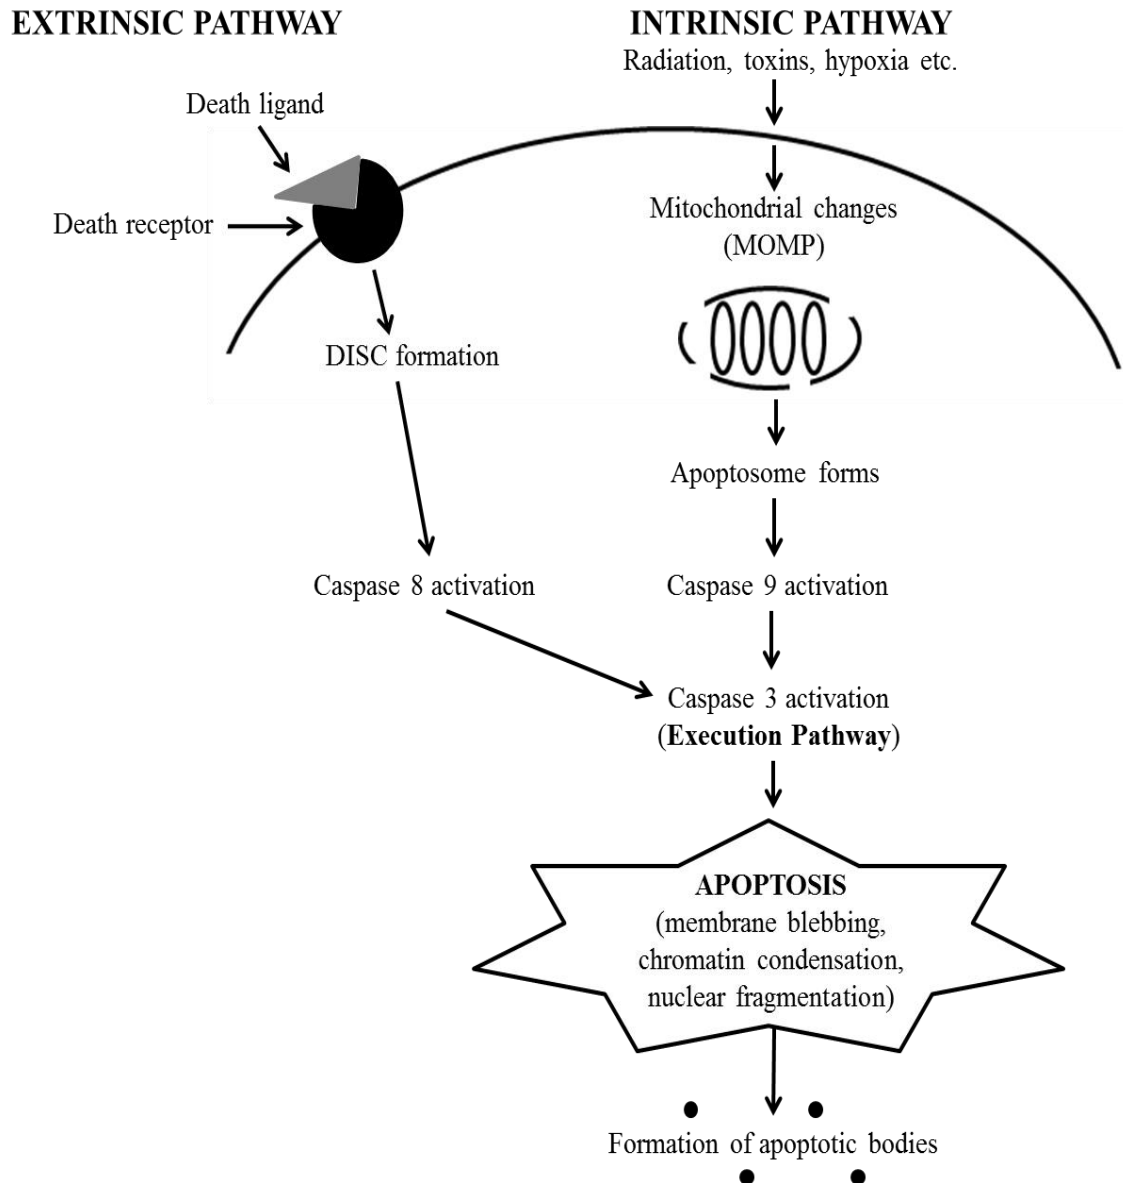 EXTRINSIC PATHWAY
INTRINSIC PATHWAY
Radiation, toxins, hypoxia etc.
Death ligand
Death receptor
Mitochondrial changes
(MOMP)
DISC formation
Apoptosome forms
Caspase 8 activation
Caspase 9 activation
Caspase 3 activation
(Execution Pathway)
APOPTOSIS
(membrane blebbing,
chromatin condensation,
nuclear fragmentation)
Formation of apoptotic bodies